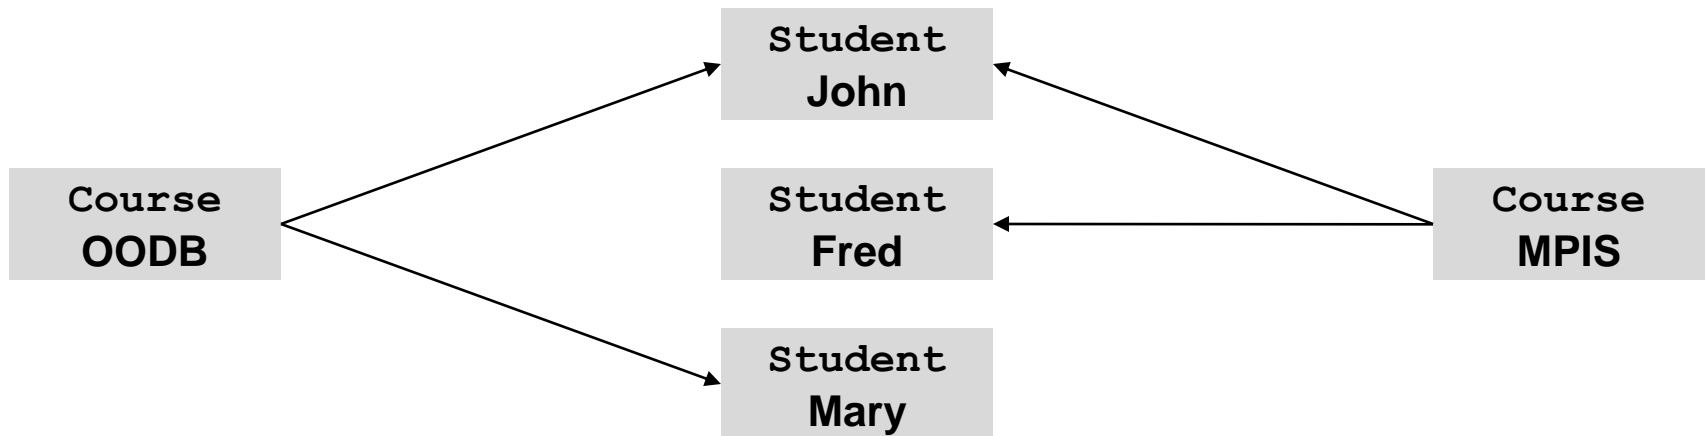 Student
John
Course
OODB
Student
Fred
Course
MPIS
Student
Mary